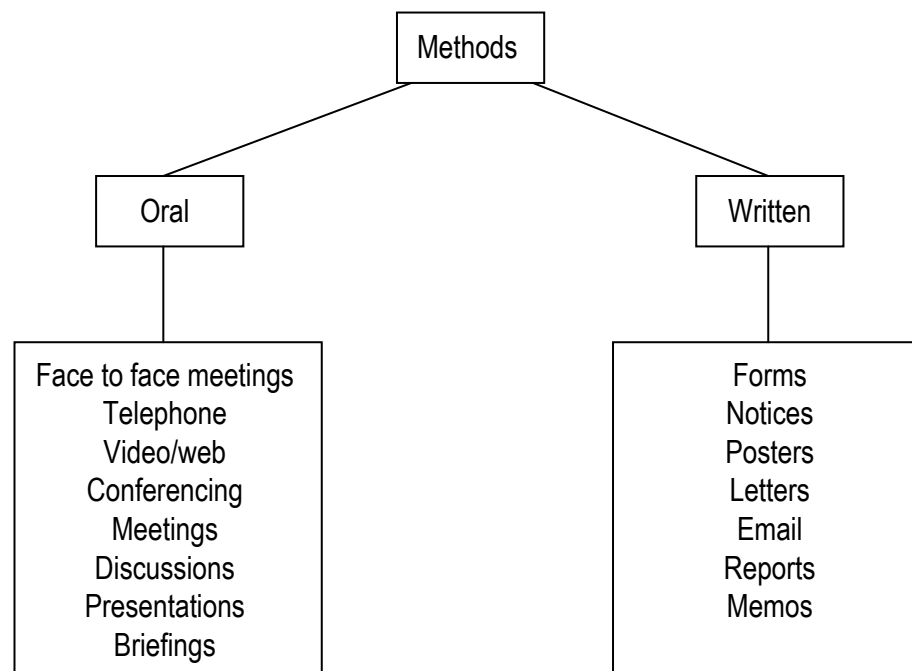 Methods
Oral
Written
Face to face meetings
Telephone
Video/web
Conferencing
Meetings
Discussions
Presentations
Briefings
Forms
Notices
Posters
Letters
Email
Reports
Memos